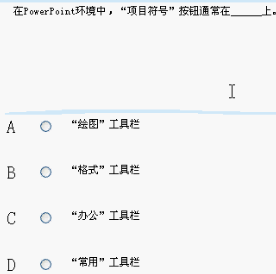 在PowerPoint环境中，“项目符号”按钮通常在______上。
A “绘图”工具栏
B “格式”工具栏
C “办公”工具栏
D “常用”工具栏